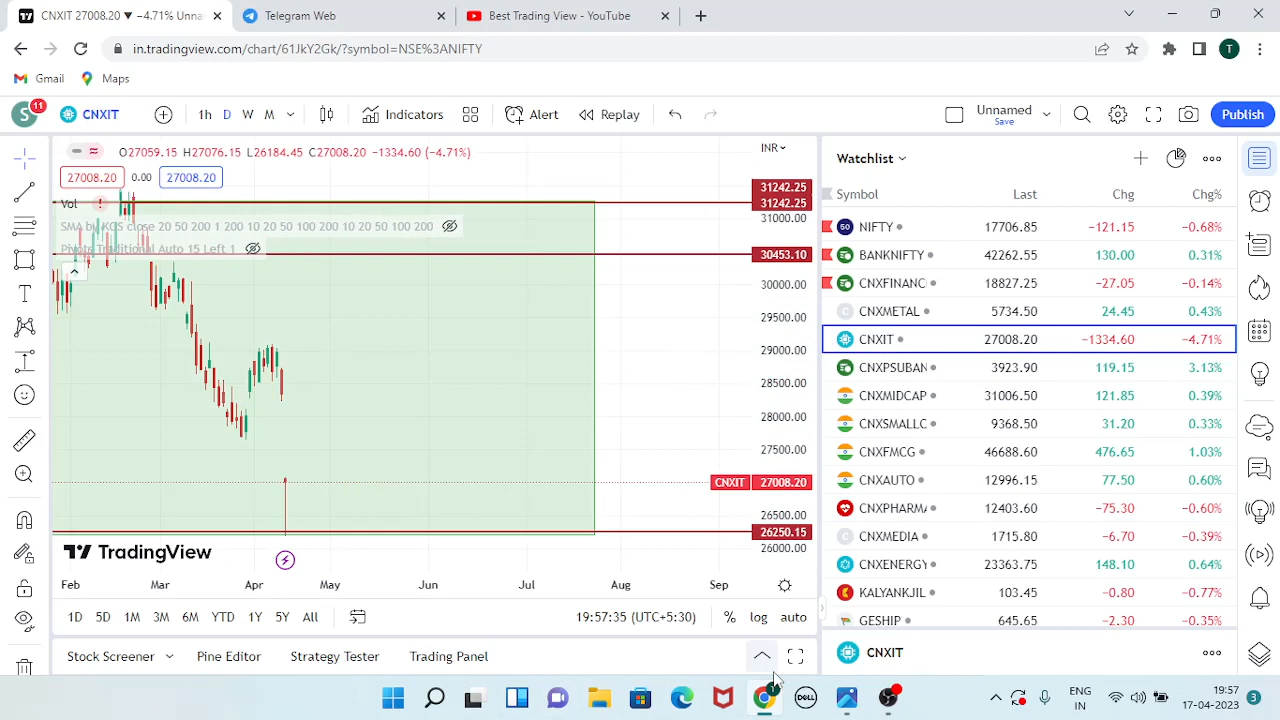 CNXIT 27008.20 ▼ −4.71% Unna
Telegram Web
Best Trading View - YouTube
in.tradingview.com/chart/61JkY2Gk/?symbol=NSE%3ANIFTY
T
Gmail
Maps
S
11
CNXIT
1h D W M
Indicators
Alert
Replay
Unnamed
Save
Publish
O27059.15 H27076.15 L26184.45 C27008.20 −1334.60 (−4.71%)
INR
27008.20 0.00 27008.20
Vol
SMA by KGS close 20 50 200 1 200 10 20 50 100 200 10 20 50 100 200
Pivots Traditional Auto 15 Left 1
31242.25
31242.25
31000.00
30453.10
30000.00
29500.00
29000.00
28500.00
28000.00
27500.00
CNXIT 27008.20
26500.00
26250.15
26000.00
TradingView
Feb Mar Apr May Jun Jul Aug Sep
1D 5D 1M 3M 6M YTD 1Y 5Y All
19:57:35 (UTC+5:30)
% log auto
Stock Screener
Pine Editor
Strategy Tester
Trading Panel
Watchlist
Symbol Last Chg Chg%
50 NIFTY 17706.85 −121.15 −0.68%
BANKNIFTY 42262.55 130.00 0.31%
CNXFINANC 18827.25 −27.05 −0.14%
C CNXMETAL 5734.50 24.45 0.43%
CNXIT 27008.20 −1334.60 −4.71%
CNXPSUBAN 3923.90 119.15 3.13%
CNXMIDCAP 31006.50 121.85 0.39%
CNXSMALLC 9368.50 31.20 0.33%
CNXFMCG 46688.60 476.65 1.03%
CNXAUTO 12996.15 77.50 0.60%
CNXPHARMA 12403.60 −75.30 −0.60%
C CNXMEDIA 1715.80 −6.70 −0.39%
CNXENERGY 23363.75 148.10 0.64%
KALYANKJIL 103.45 −0.80 −0.77%
GESHIP 645.65 −2.30 −0.35%
CNXIT
DELL
ENG
IN
19:57
17-04-2023
3